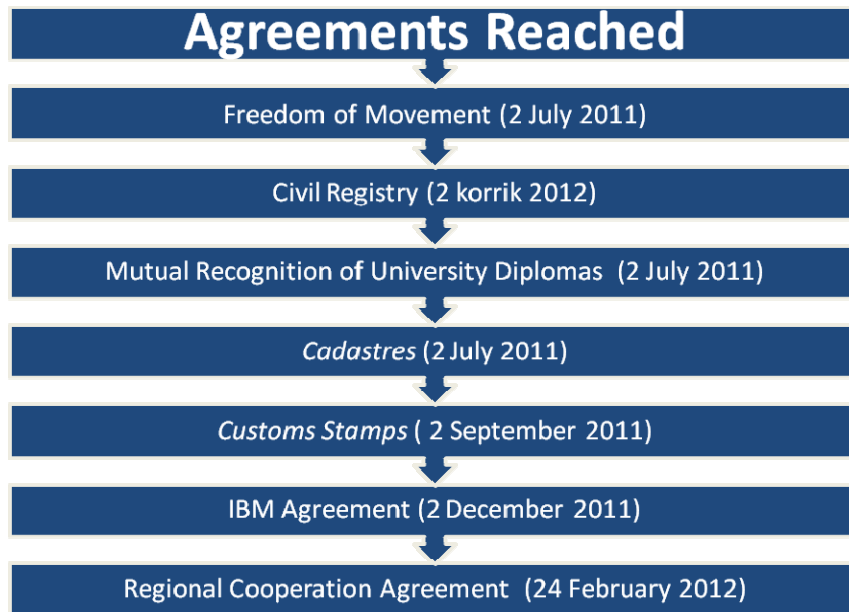 Agreements Reached
Freedom of Movement (2 July 2011)
Civil Registry (2 korrik 2012)
Mutual Recognition of University Diplomas (2 July 2011)
Cadastres (2 July 2011)
Customs Stamps ( 2 September 2011)
IBM Agreement (2 December 2011)
Regional Cooperation Agreement (24 February 2012)